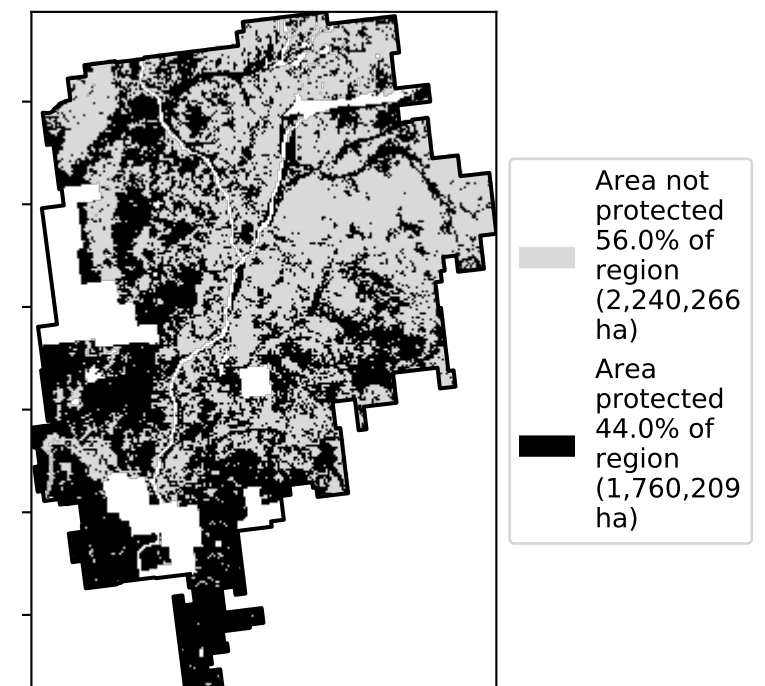 Area not
protected
56.0% of
region
(2,240,266
ha)
Area
protected
44.0% of
region
(1,760,209
ha)